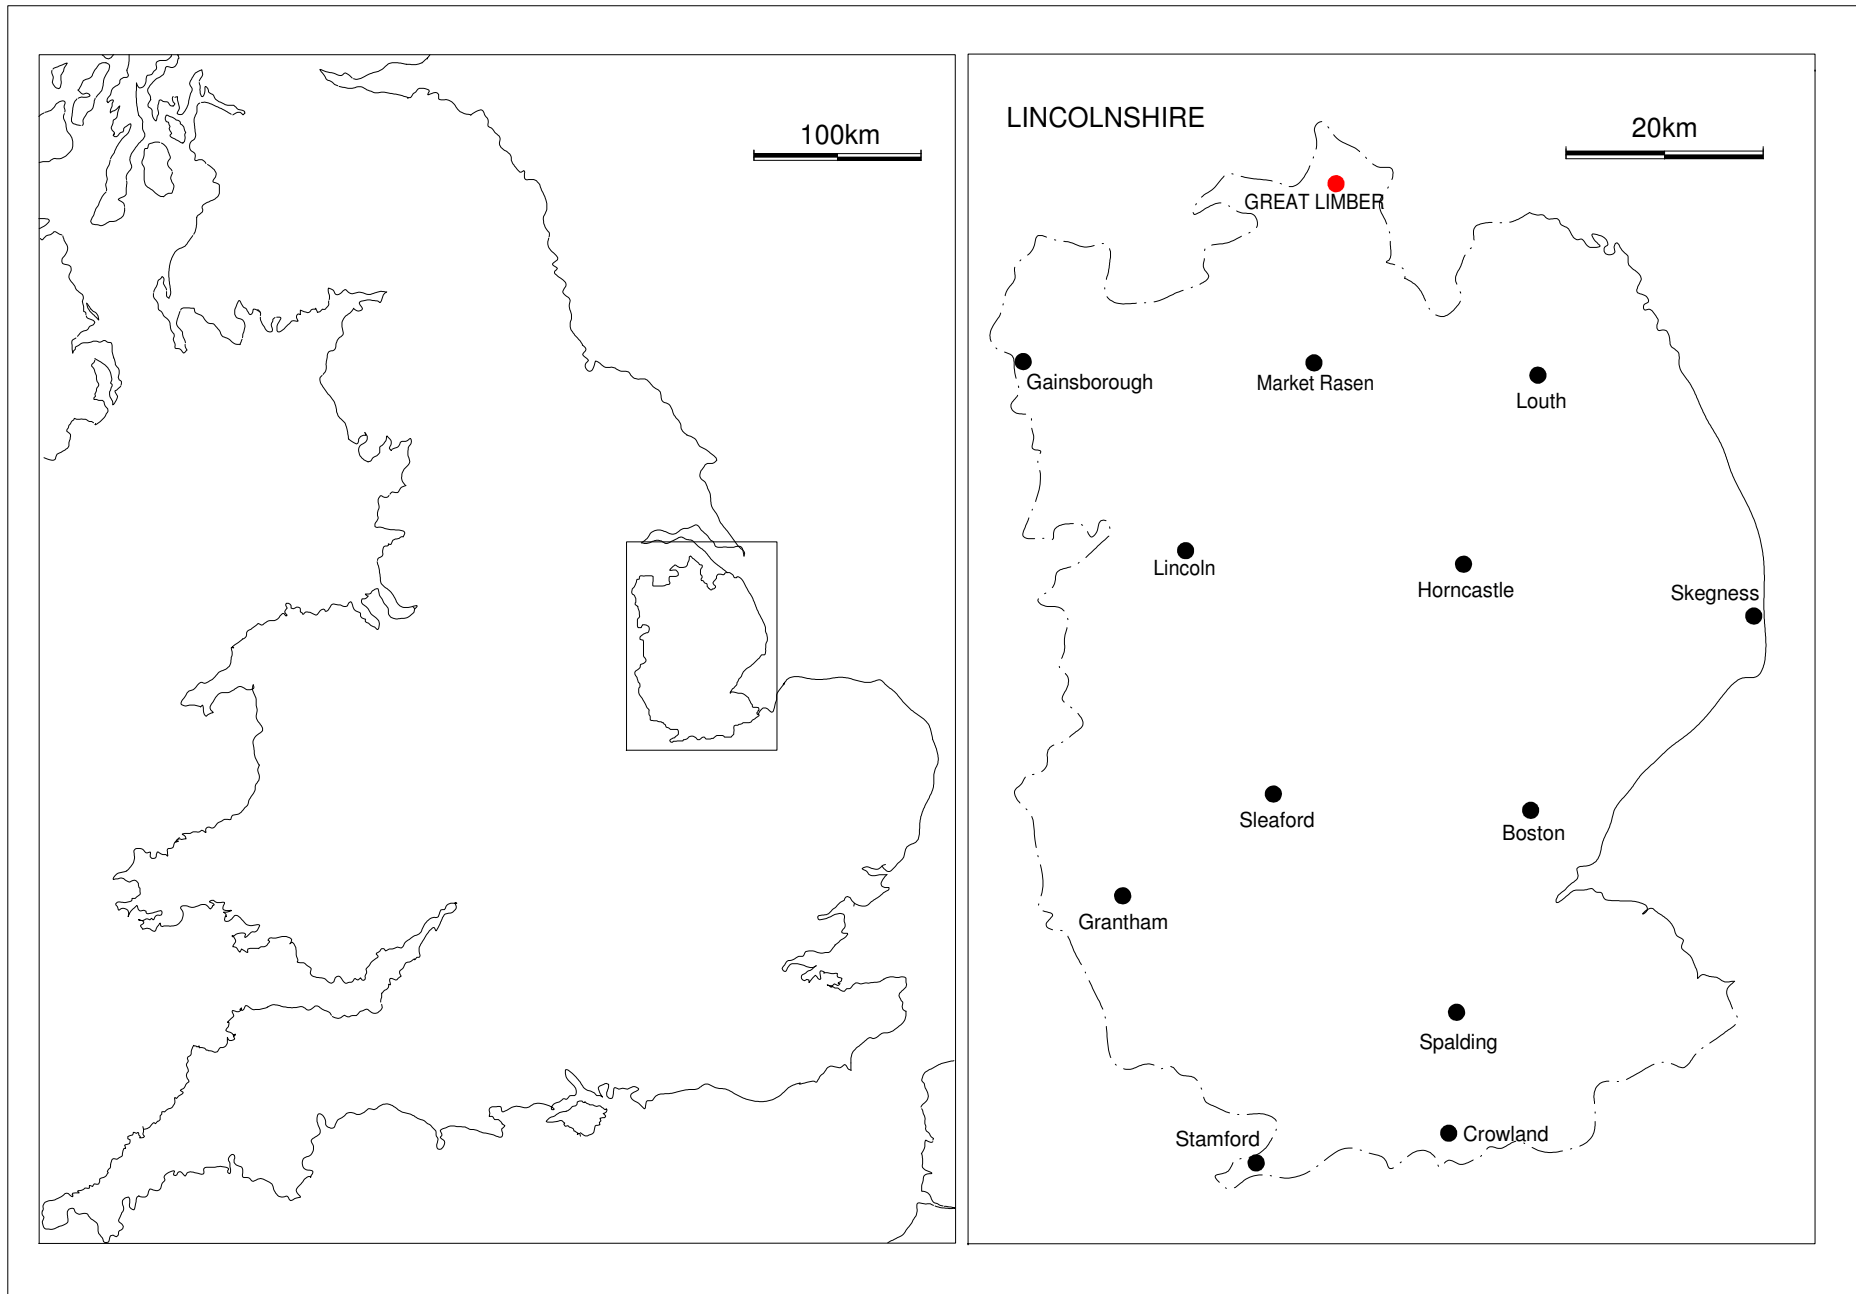 100km
LINCOLNSHIRE
20km
GREAT LIMBER
Gainsborough
Market Rasen
Louth
Lincoln
Horncastle
Skegness
Sleaford
Boston
Grantham
Spalding
Stamford
Crowland